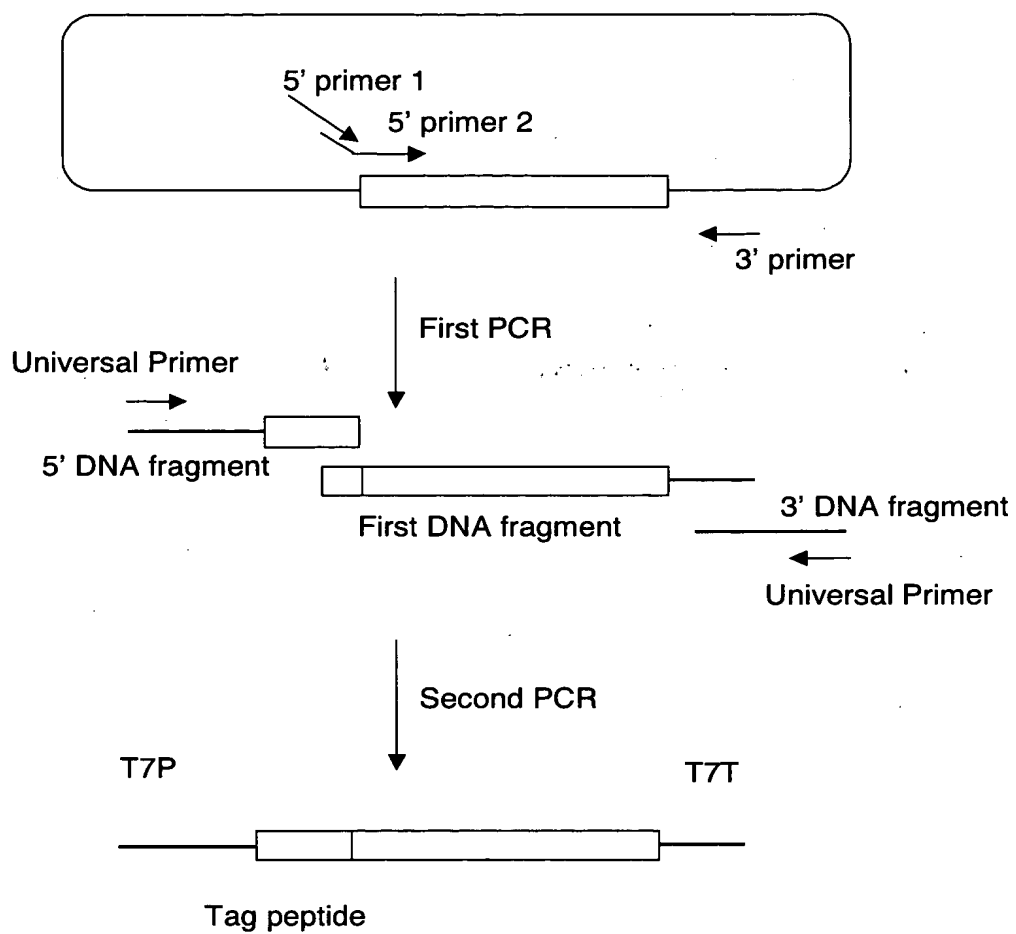 5' primer 1
5' primer 2
3' primer
First PCR
Universal Primer
5' DNA fragment
3' DNA fragment
First DNA fragment
Universal Primer
Second PCR
T7P
T7T
Tag peptide